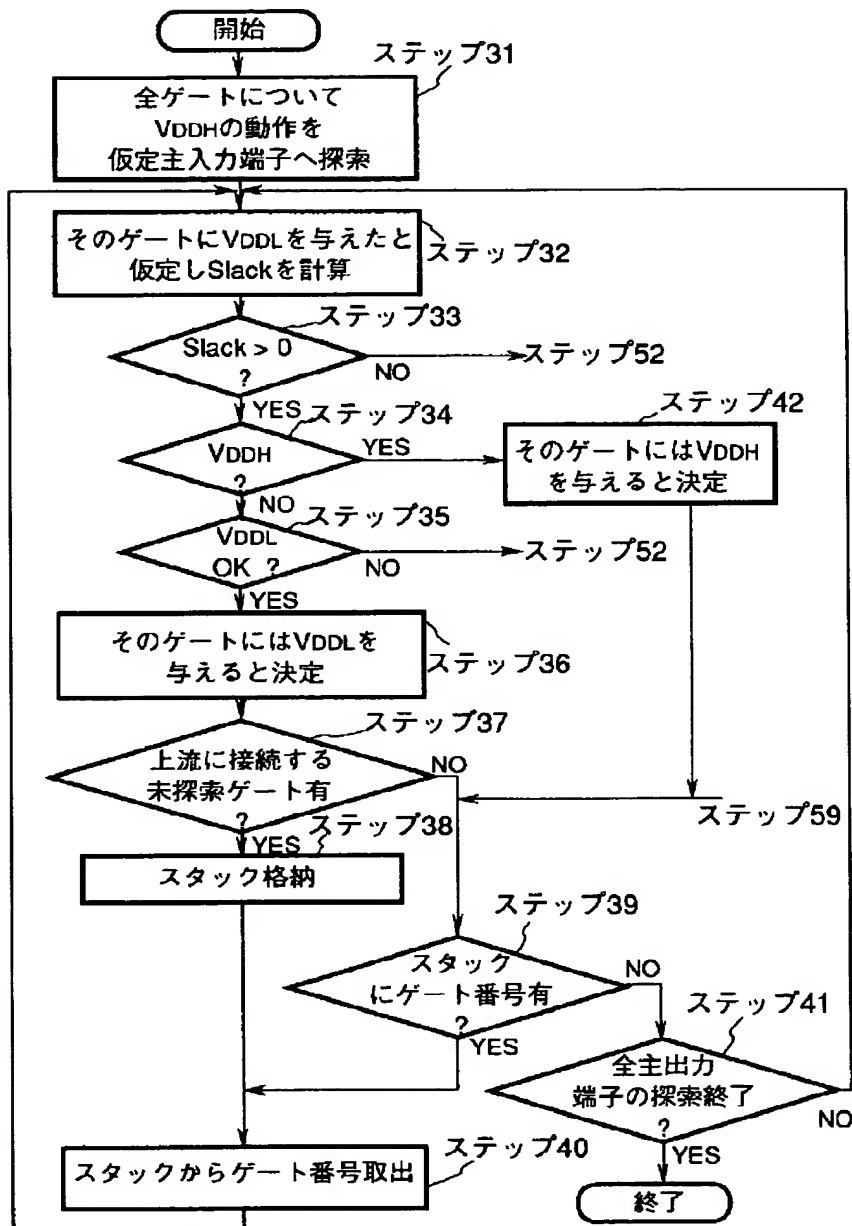 開始
ステップ31
全ゲートについて
VDDHの動作を
仮定主入力端子へ探索
そのゲートにVDDLを与えたと
仮定しSlackを計算
ステップ32
ステップ33
Slack > 0
?
NO
ステップ52
YES
ステップ34
VDDH
?
YES
ステップ42
そのゲートにはVDDH
を与えると決定
NO
ステップ35
VDDL
OK ?
NO
ステップ52
YES
そのゲートにはVDDLを
与えると決定
ステップ36
ステップ37
上流に接続する
未探索ゲート有
?
NO
ステップ59
YES
ステップ38
スタック格納
ステップ39
スタック
にゲート番号有
?
NO
YES
ステップ41
全主出力
端子の探索終了
?
NO
YES
ステップ40
スタックからゲート番号取出
終了